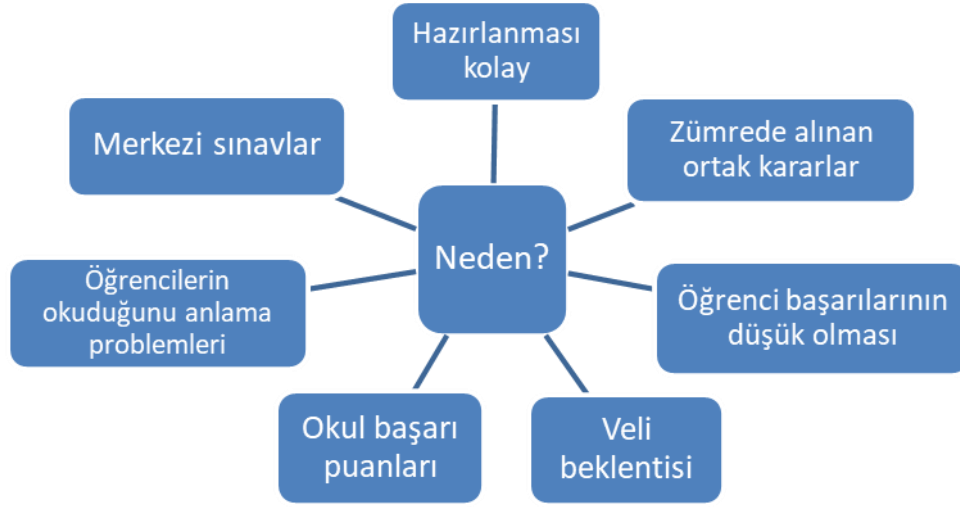 Hazırlanması
kolay
Merkezi sınavlar
Zümrede alınan
ortak kararlar
Neden?
Öğrencilerin
okuduğunu anlama
problemleri
Öğrenci başarılarının
düşük olması
Okul başarı
puanları
Veli
beklentisi